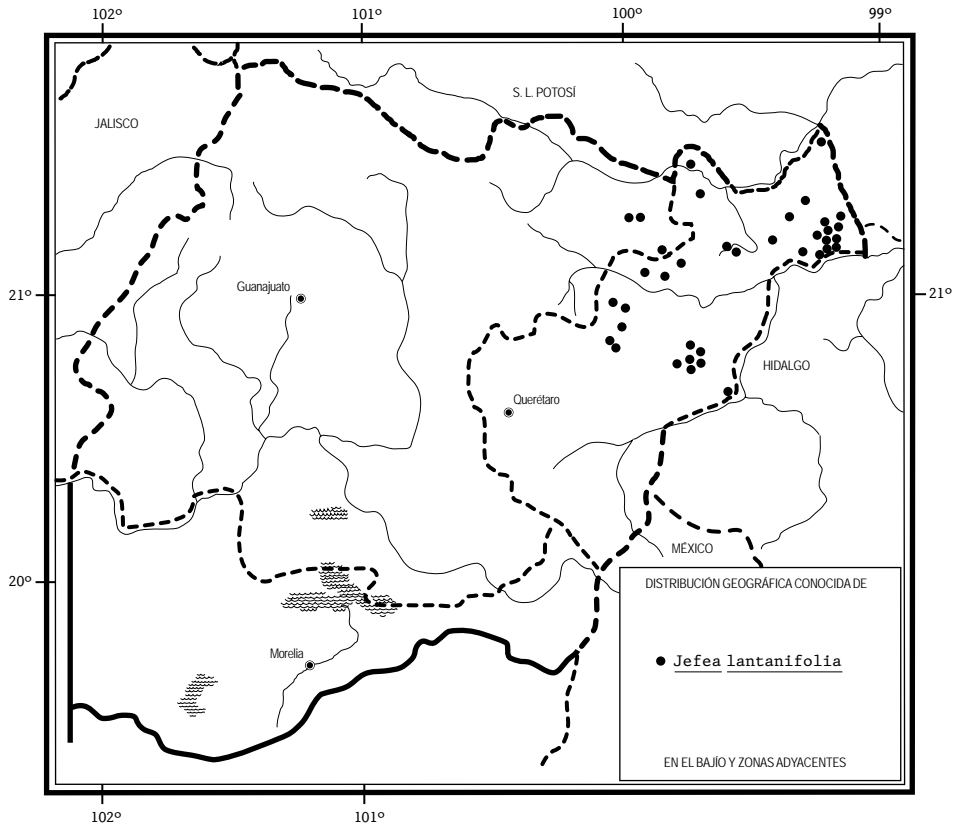 102º 101º 100º 99º
S. L. POTOSÍ
JALISCO
Guanajuato
21º 21º
HIDALGO
Querétaro
MÉXICO
20º
DISTRIBUCIÓN GEOGRÁFICA CONOCIDA DE
Morelia
Jefea lantanifolia
EN EL BAJÍO Y ZONAS ADYACENTES
102º 101º